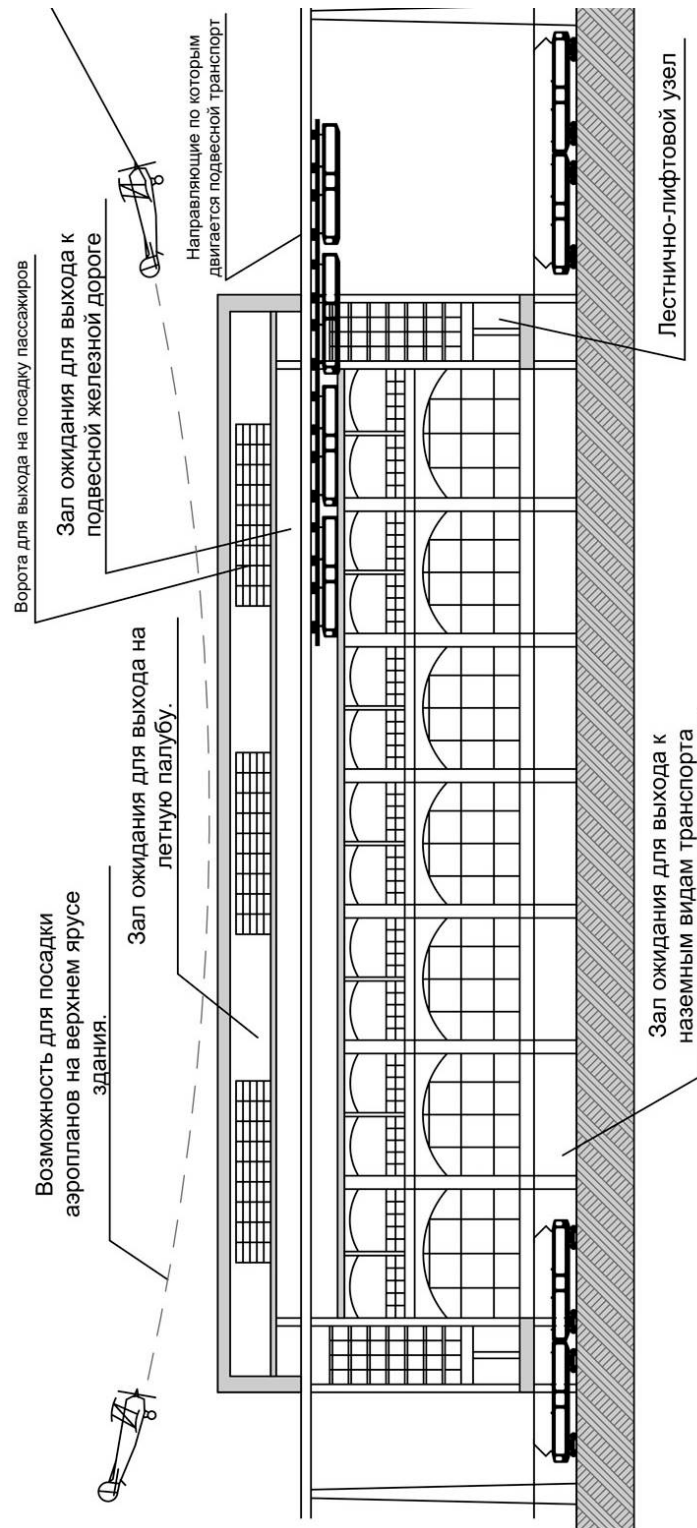 Возможность для посадки
аэропланов на верхнем ярусе
здания.
Зал ожидания для выхода на
летную палубу.
Ворота для выхода на посадку пассажиров
Зал ожидания для выхода к
подвесной железной дороге
Направляющие по которым
двигается подвесной транспорт
Зал ожидания для выхода к
наземным видам транспорта
Лестнично-лифтовой узел